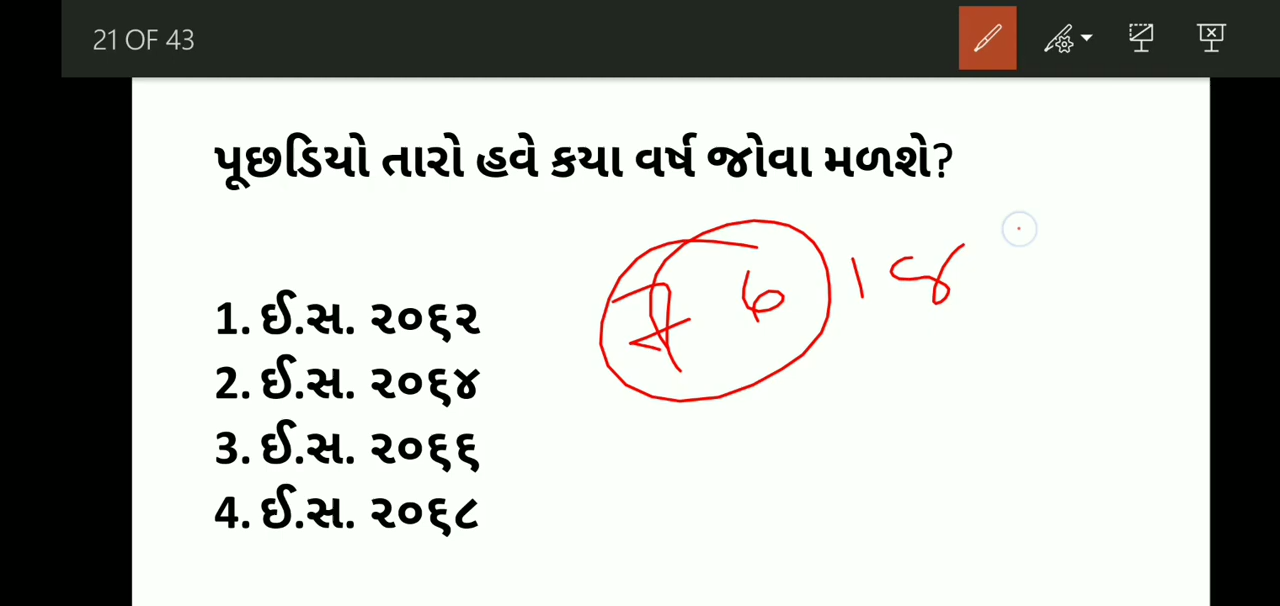 21 OF 43
પૂછડિયો તારો હવે કયા વર્ષ જોવા મળશે?
1. ઈ.સ. ૨૦૬૨
2. ઈ.સ. ૨૦૬૪
3. ઈ.સ. ૨૦૬૬
4. ઈ.સ. ૨૦૬૮